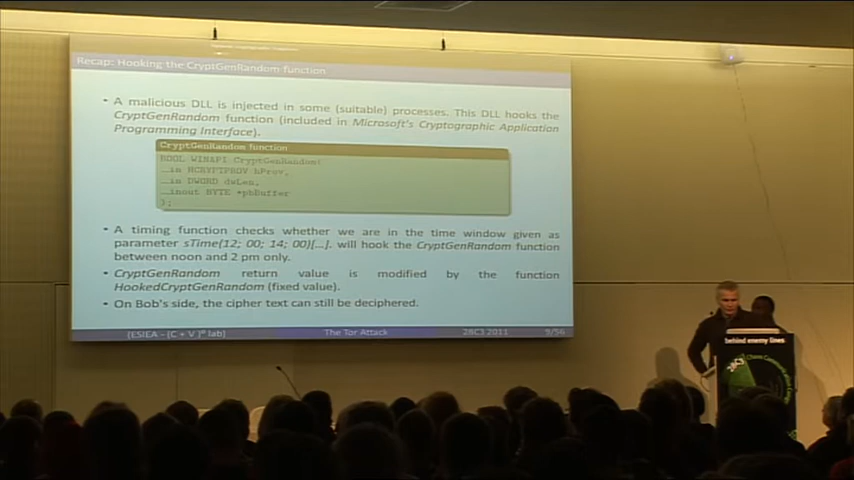 Recap: Hooking the CryptGenRandom function
• A malicious DLL is injected in some (suitable) processes. This DLL hooks the
CryptGenRandom function (included in Microsoft's Cryptographic Application
Programming Interface).
CryptGenRandom function
BOOL WINAPI CryptGenRandom(
__in HCRYPTPROV hProv,
__in DWORD dwLen,
__inout BYTE *pbBuffer
);
• A timing function checks whether we are in the time window given as
parameter sTime{12; 00; 14; 00}[...]. will hook the CryptGenRandom function
between noon and 2 pm only.
• CryptGenRandom return value is modified by the function
HookedCryptGenRandom (fixed value).
• On Bob's side, the cipher text can still be deciphered.
(ESIEA - (C + V)^O lab)
The Tor Attack
28C3 2011
9/56
behind enemy lines
28C3